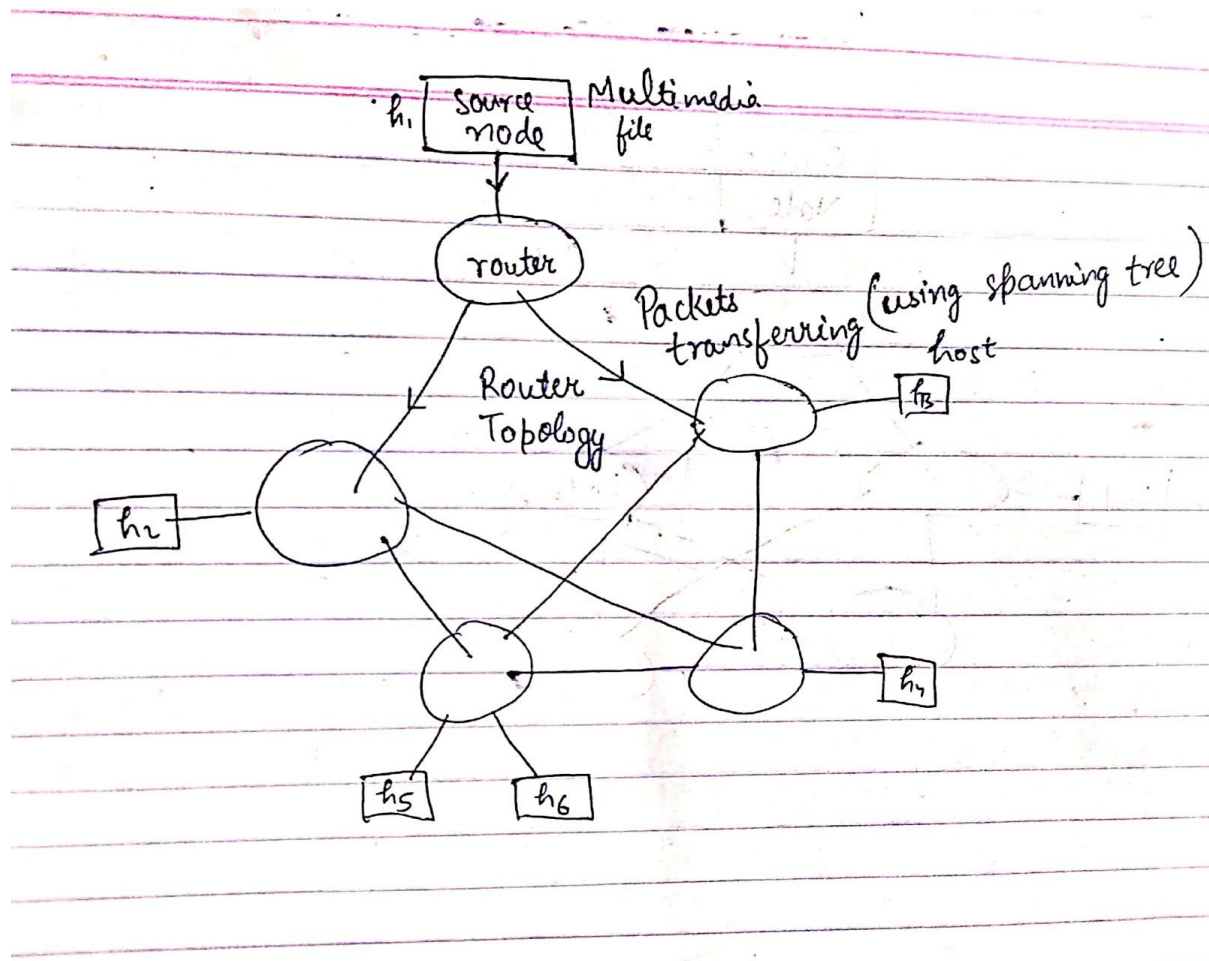 h1
source
node
Multimedia
file
router
Packets
transferring (using spanning tree)
host
Router
Topology
h3
h2
h4
h5
h6